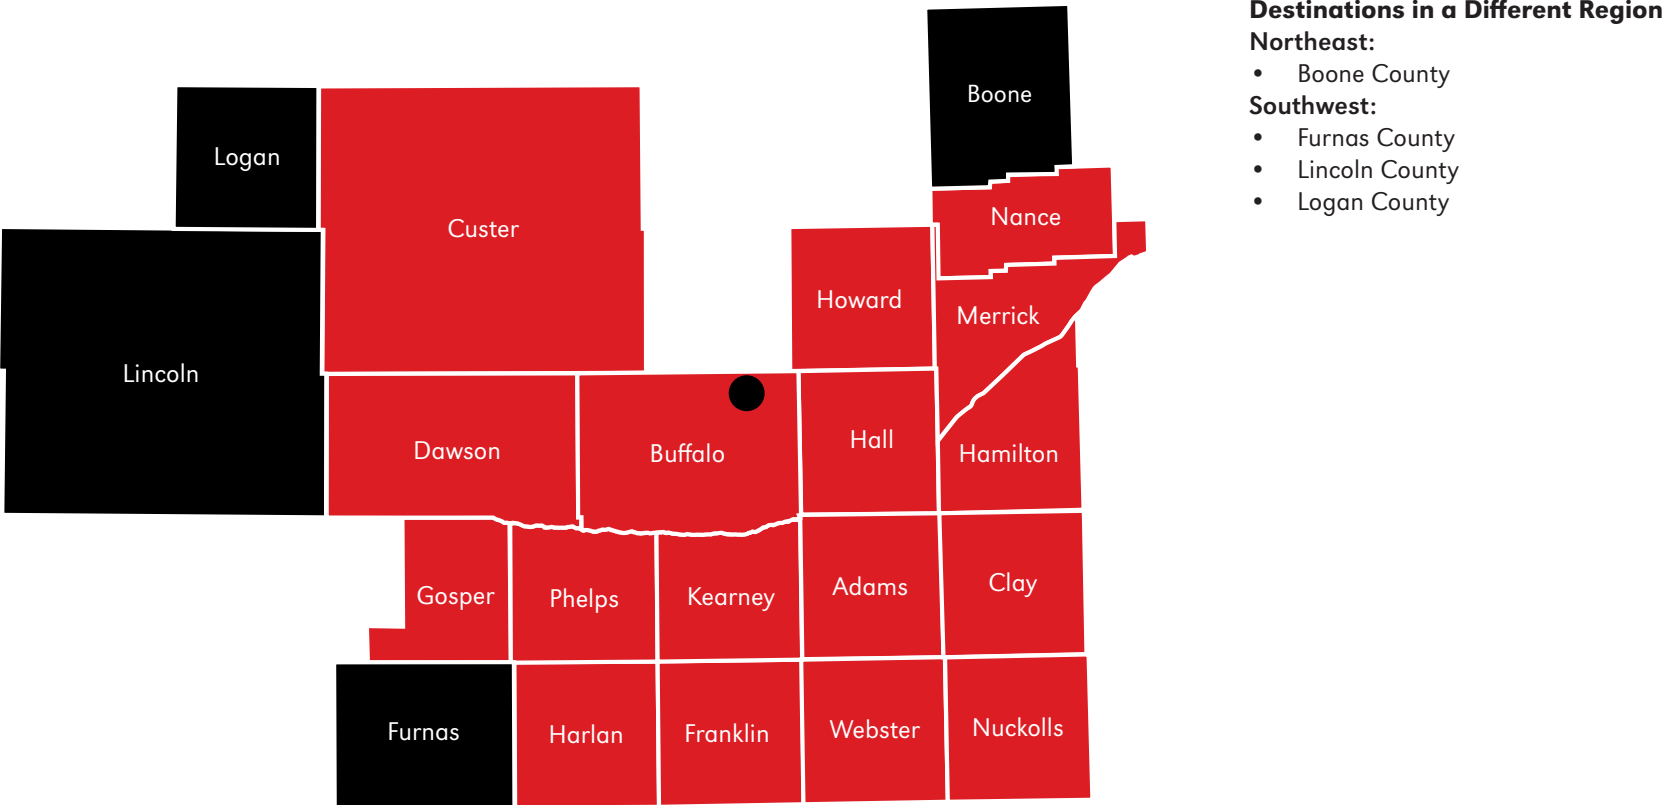 Destinations in a Different Region
Northeast:
• Boone County
Southwest:
• Furnas County
• Lincoln County
• Logan County
Boone
Logan
Nance
Custer
Howard
Merrick
Lincoln
Dawson
Buffalo
Hall
Hamilton
Gosper
Phelps
Kearney
Adams
Clay
Furnas
Harlan
Franklin
Webster
Nuckolls